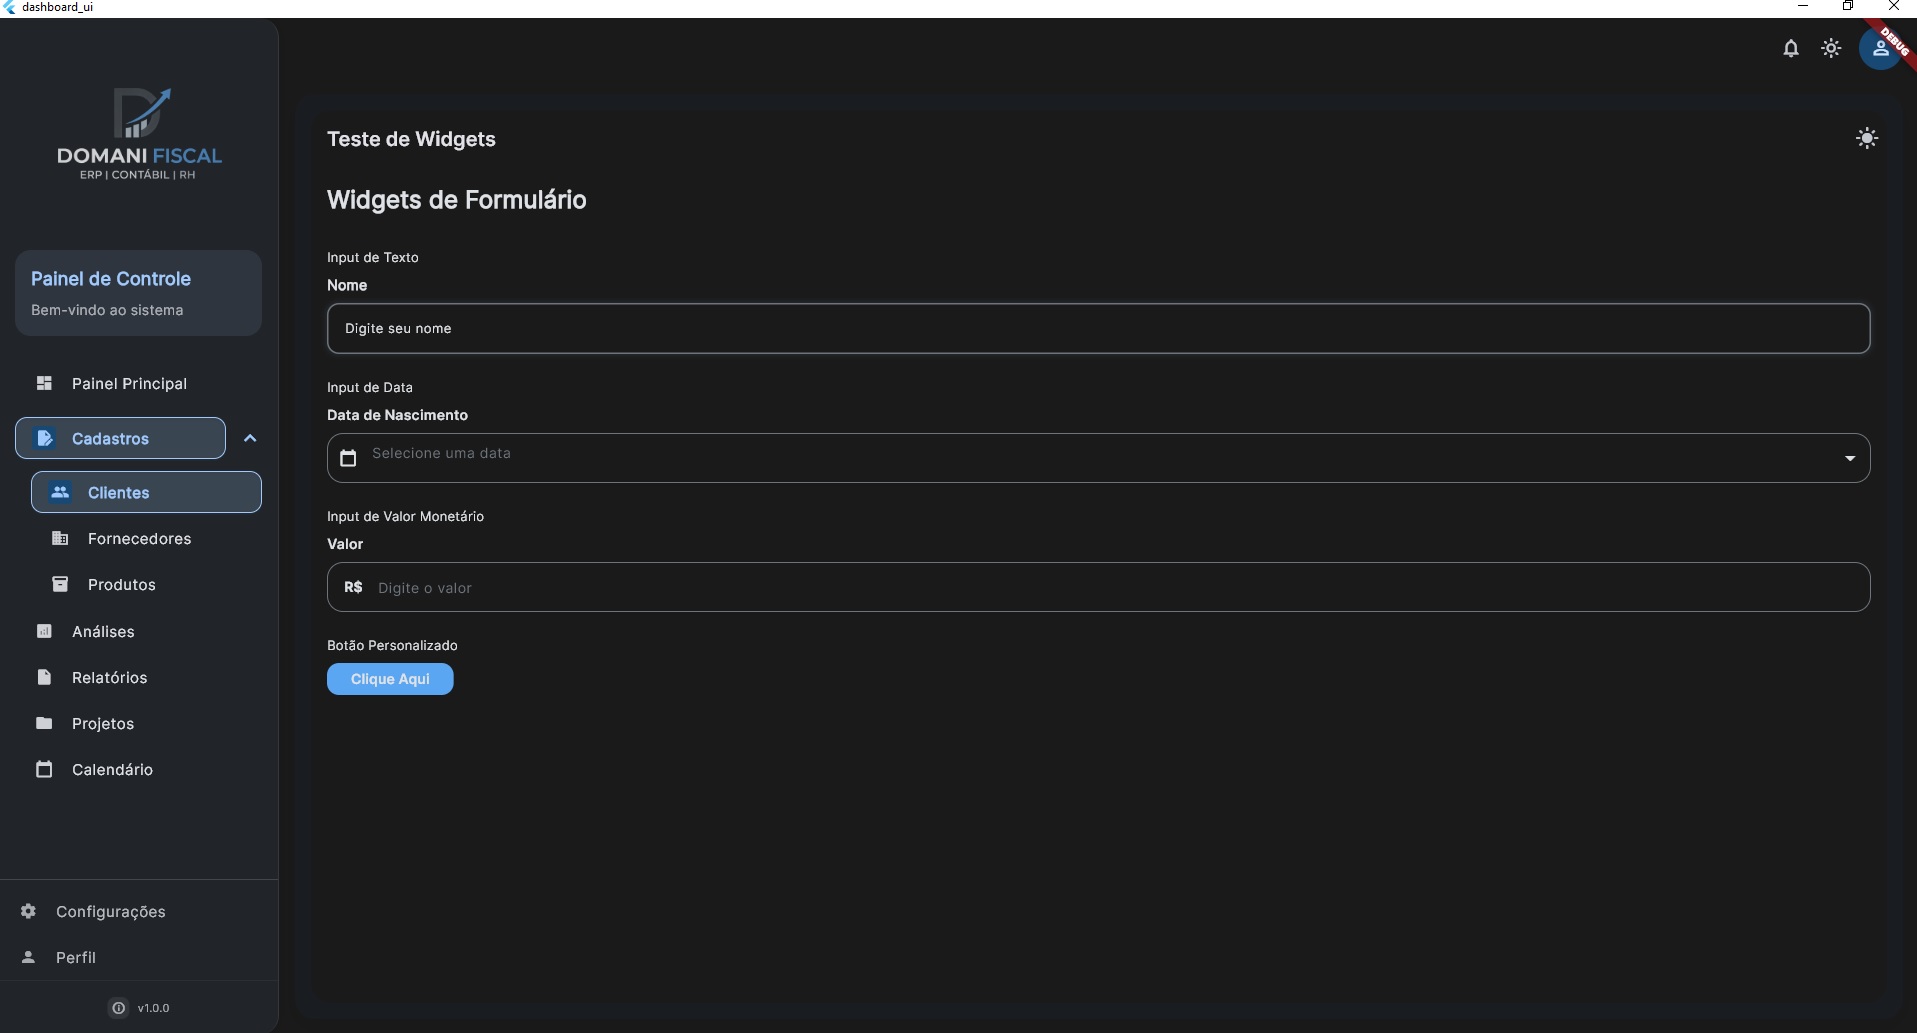 dashboard_ui
DEBUG
DOMANI FISCAL
ERP | CONTÁBIL | RH
Painel de Controle
Bem-vindo ao sistema
Painel Principal
Cadastros
Clientes
Fornecedores
Produtos
Análises
Relatórios
Projetos
Calendário
Configurações
Perfil
v1.0.0
Teste de Widgets
Widgets de Formulário
Input de Texto
Nome
Digite seu nome
Input de Data
Data de Nascimento
Selecione uma data
Input de Valor Monetário
Valor
R$ Digite o valor
Botão Personalizado
Clique Aqui